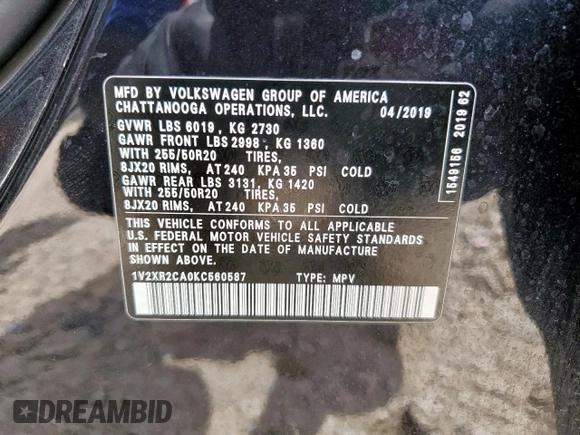 MFD BY VOLKSWAGEN GROUP OF AMERICA
CHATTANOOGA OPERATIONS, LLC. 04/2019
GVWR LBS 6019, KG 2730
GAWR FRONT LBS 2998, KG 1360
WITH 255/50R20 TIRES,
8JX20 RIMS, AT 240 KPA 35 PSI COLD
GAWR REAR LBS 3131, KG 1420
WITH 255/50R20 TIRES,
8JX20 RIMS, AT 240 KPA 35 PSI COLD
THIS VEHICLE CONFORMS TO ALL APPLICABLE
U.S. FEDERAL MOTOR VEHICLE SAFETY STANDARDS
IN EFFECT ON THE DATE OF MANUFACTURE
SHOWN ABOVE.
1V2XR2CA0KC560587 TYPE: MPV
1549156 2019 62
DREAMBID